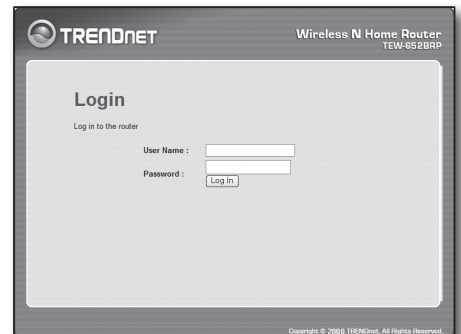 TRENDNET
Wireless N Home Router
TEW-652BRP
Login
Log in to the router
User Name :
Password :
Log In
Copyright © 2008 TRENDnet. All Rights Reserved.